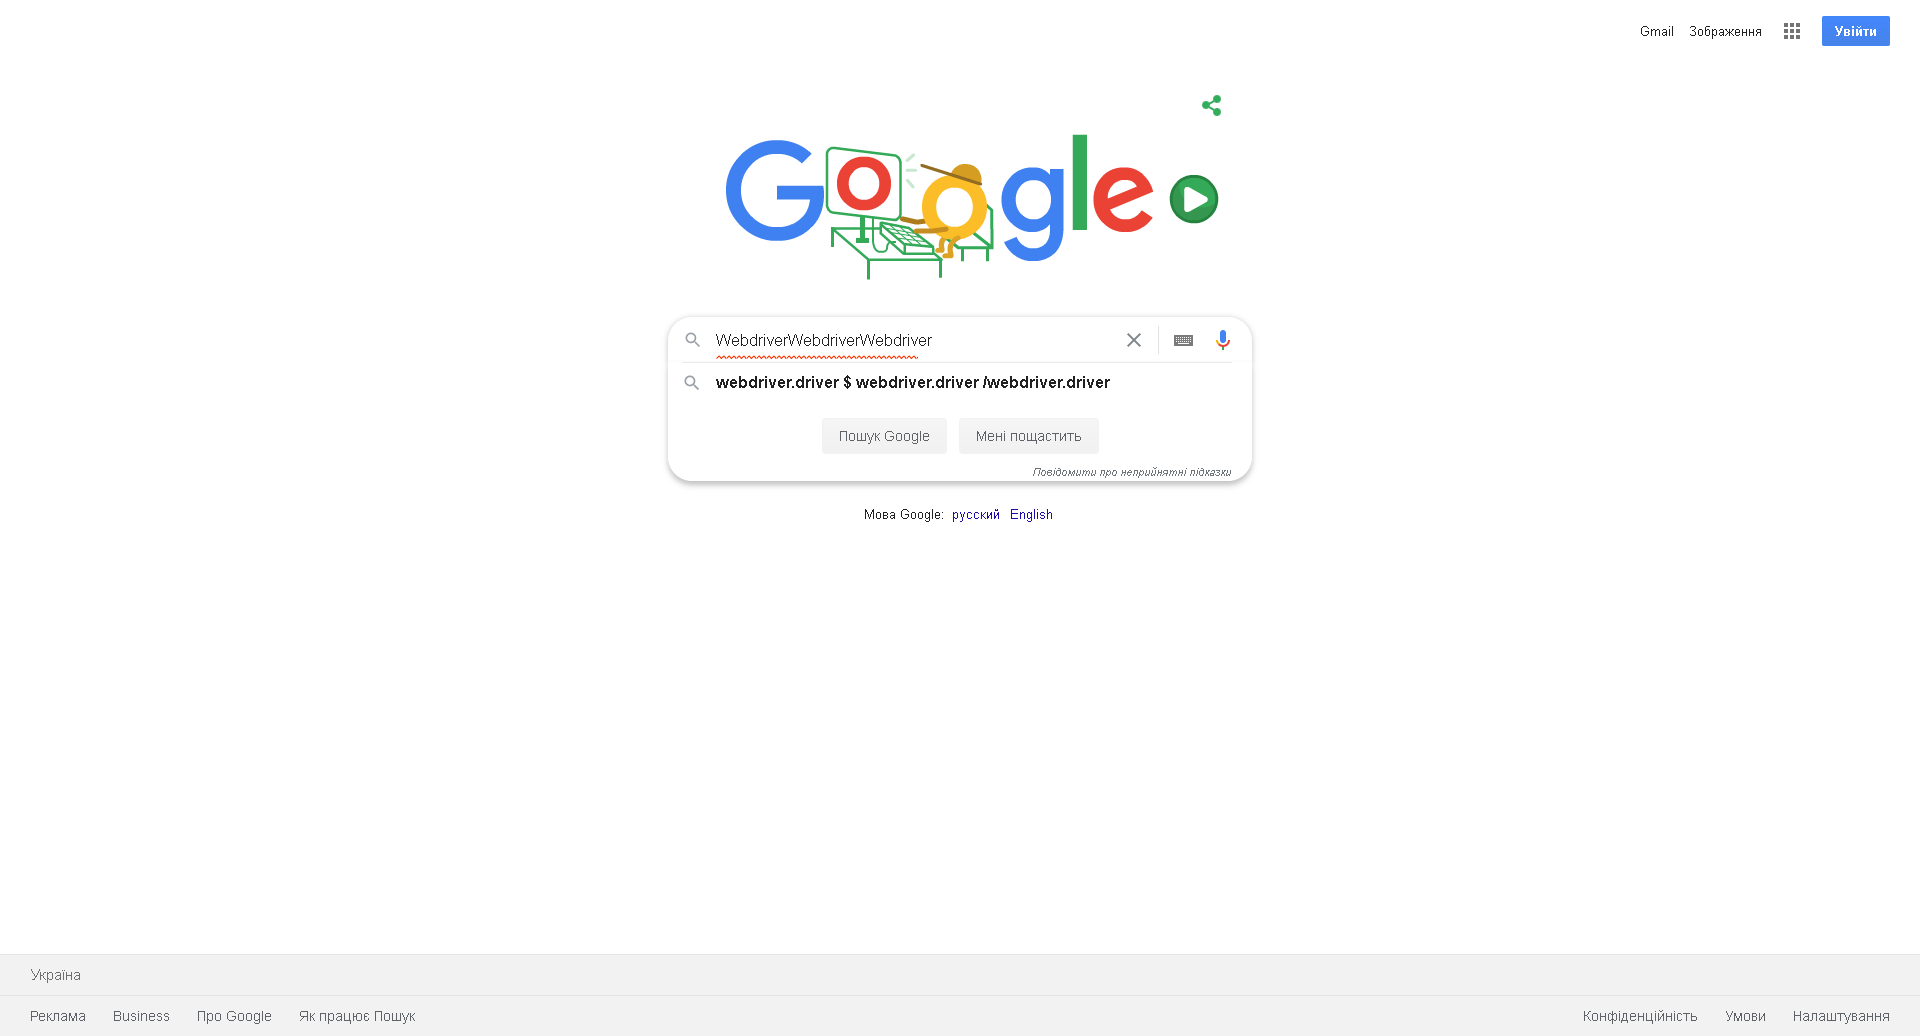 Gmail Зображення Увійти
Google
WebdriverWebdriverWebdriver
webdriver.driver $ webdriver.driver /webdriver.driver
Пошук Google Мені пощастить
Повідомити про неприйнятні підказки
Мова Google: русский English
Україна
Реклама Business Про Google Як працює Пошук Конфіденційність Умови Налаштування